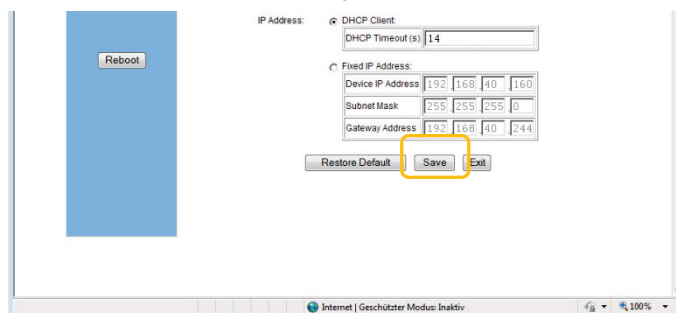 IP Address: DHCP Client:
DHCP Timeout (s) 14
Reboot
Fixed IP Address:
Device IP Address 192 .168 .40 .160
Subnet Mask 255 .255 .255 .0
Gateway Address 192 .168 .40 .244
Restore Default Save Exit
Internet | Geschützter Modus: Inaktiv 100%